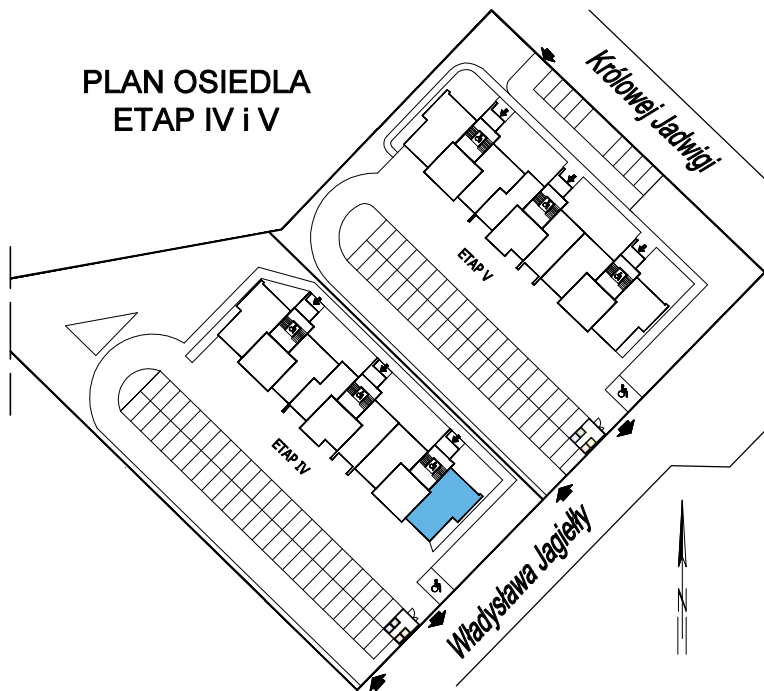 PLAN OSIEDLA
ETAP IV i V
Królowej Jadwigi
ETAP V
ETAP IV
Władysława Jagiełły
N